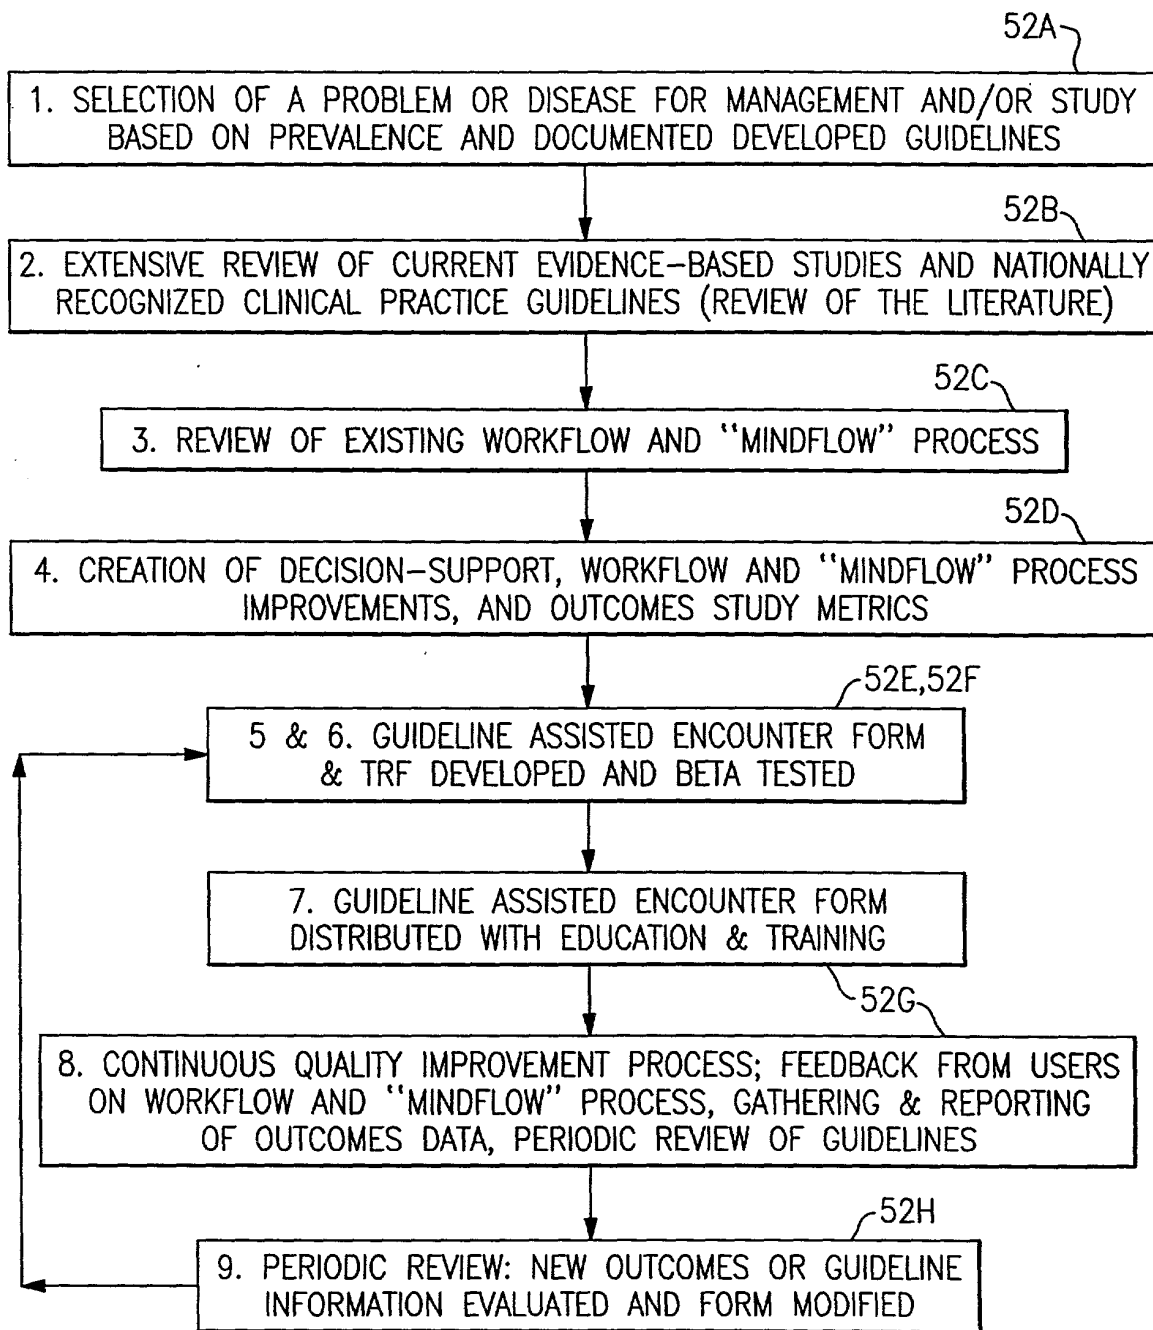 52A
1. SELECTION OF A PROBLEM OR DISEASE FOR MANAGEMENT AND/OR STUDY
BASED ON PREVALENCE AND DOCUMENTED DEVELOPED GUIDELINES
52B
2. EXTENSIVE REVIEW OF CURRENT EVIDENCE-BASED STUDIES AND NATIONALLY
RECOGNIZED CLINICAL PRACTICE GUIDELINES (REVIEW OF THE LITERATURE)
52C
3. REVIEW OF EXISTING WORKFLOW AND "MINDFLOW" PROCESS
52D
4. CREATION OF DECISION-SUPPORT, WORKFLOW AND "MINDFLOW" PROCESS
IMPROVEMENTS, AND OUTCOMES STUDY METRICS
52E,52F
5 & 6. GUIDELINE ASSISTED ENCOUNTER FORM
& TRF DEVELOPED AND BETA TESTED
7. GUIDELINE ASSISTED ENCOUNTER FORM
DISTRIBUTED WITH EDUCATION & TRAINING
52G
8. CONTINUOUS QUALITY IMPROVEMENT PROCESS; FEEDBACK FROM USERS
ON WORKFLOW AND "MINDFLOW" PROCESS, GATHERING & REPORTING
OF OUTCOMES DATA, PERIODIC REVIEW OF GUIDELINES
52H
9. PERIODIC REVIEW: NEW OUTCOMES OR GUIDELINE
INFORMATION EVALUATED AND FORM MODIFIED